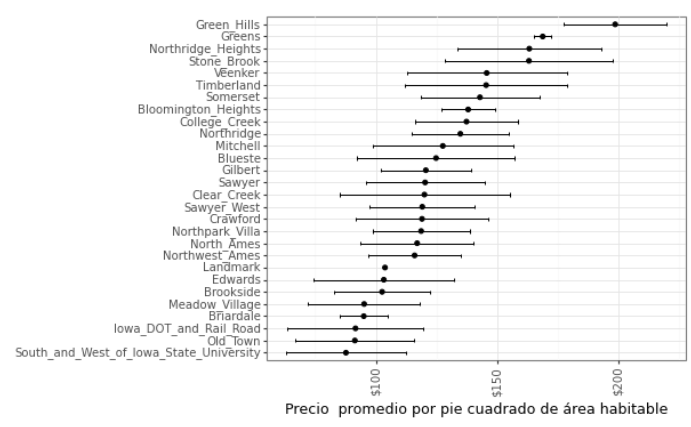 Green_Hills
Greens
Northridge_Heights
Stone_Brook
Veenker
Timberland
Somerset
Bloomington_Heights
College_Creek
Northridge
Mitchell
Blueste
Gilbert
Sawyer
Clear_Creek
Sawyer_West
Crawford
Northpark_Villa
North_Ames
Northwest_Ames
Landmark
Edwards
Brookside
Meadow_Village
Briardale
Iowa_DOT_and_Rail_Road
Old_Town
South_and_West_of_Iowa_State_University
$100
$150
$200
Precio promedio por pie cuadrado de área habitable